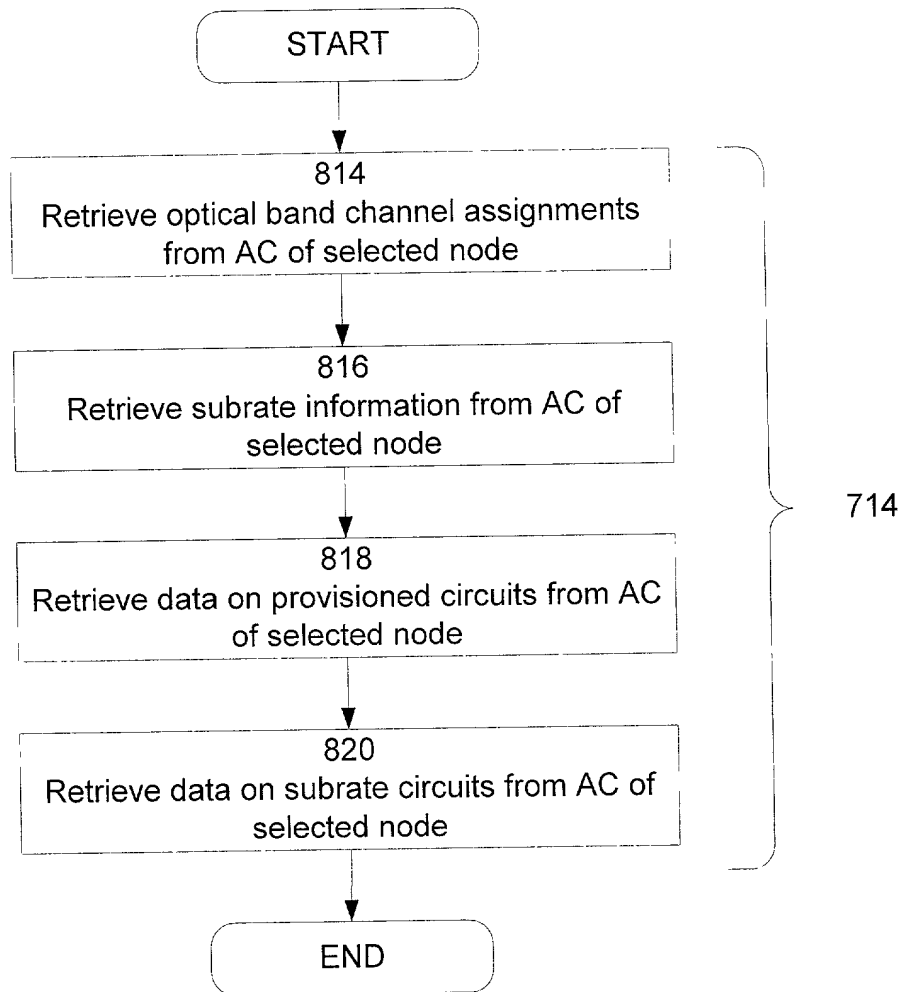 START
814
Retrieve optical band channel assignments
from AC of selected node
816
Retrieve subrate information from AC of
selected node
714
818
Retrieve data on provisioned circuits from AC
of selected node
820
Retrieve data on subrate circuits from AC of
selected node
END